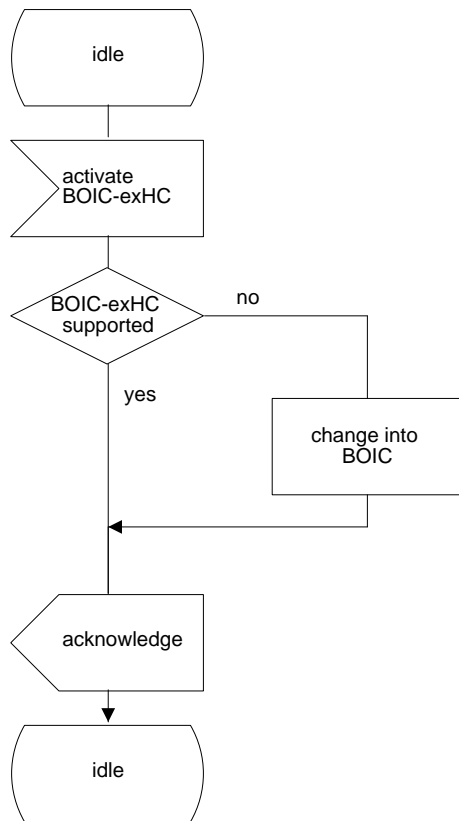 idle
activate
BOIC-exHC
BOIC-exHC
supported
no
yes
change into
BOIC
acknowledge
idle